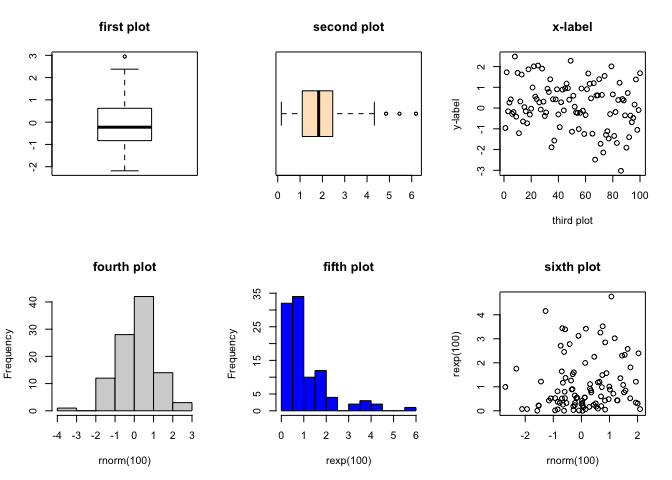 first plot
3
2
1
0
-1
-2
second plot
0 1 2 3 4 5 6
x-label
y-label
2
1
0
-1
-2
-3
0 20 40 60 80 100
third plot
fourth plot
Frequency
40
30
20
10
0
-4 -3 -2 -1 0 1 2 3
rnorm(100)
fifth plot
Frequency
35
25
15
5
0
0 1 2 3 4 5 6
rexp(100)
sixth plot
rexp(100)
4
3
2
1
0
-2 -1 0 1 2
rnorm(100)